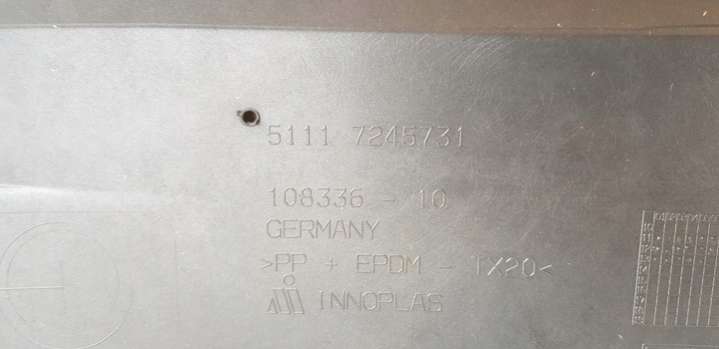 5111 7245731
108336 - 10
GERMANY
>PP + EPDM - TX20<
INNOPLAS